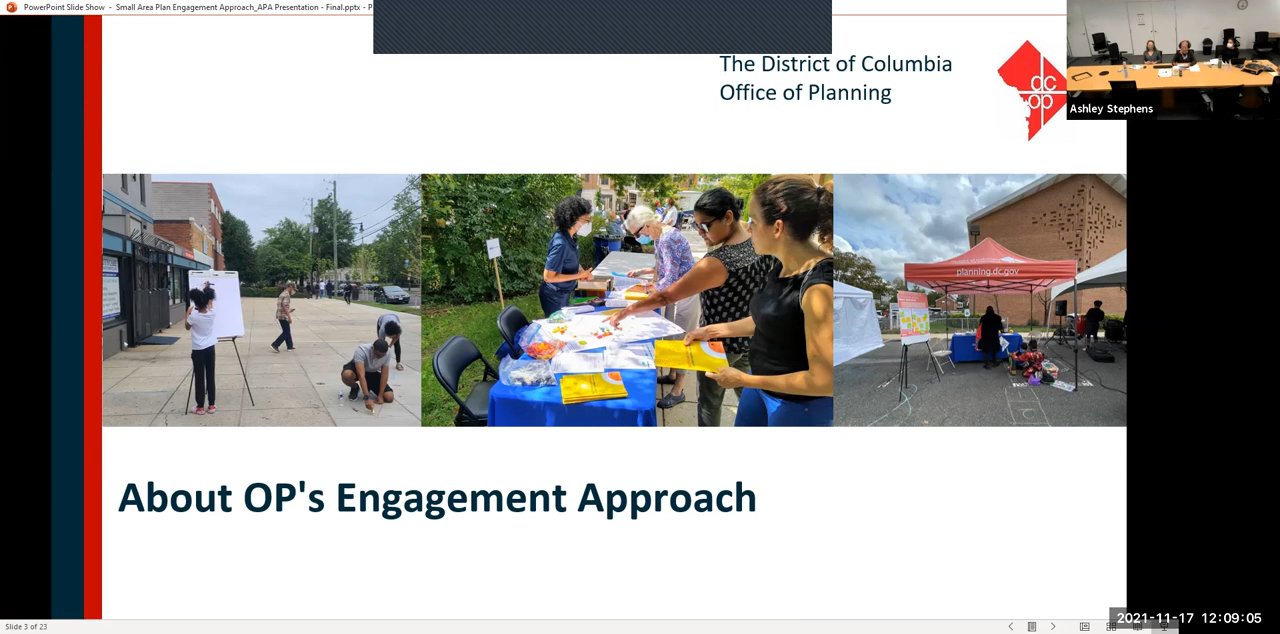 PowerPoint Slide Show - Small Area Plan Engagement Approach_APA Presentation - Final.pptx - P
The District of Columbia
Office of Planning
dc
op
Ashley Stephens
planning.dc.gov
About OP's Engagement Approach
Slide 3 of 23
2021-11-17 12:09:05